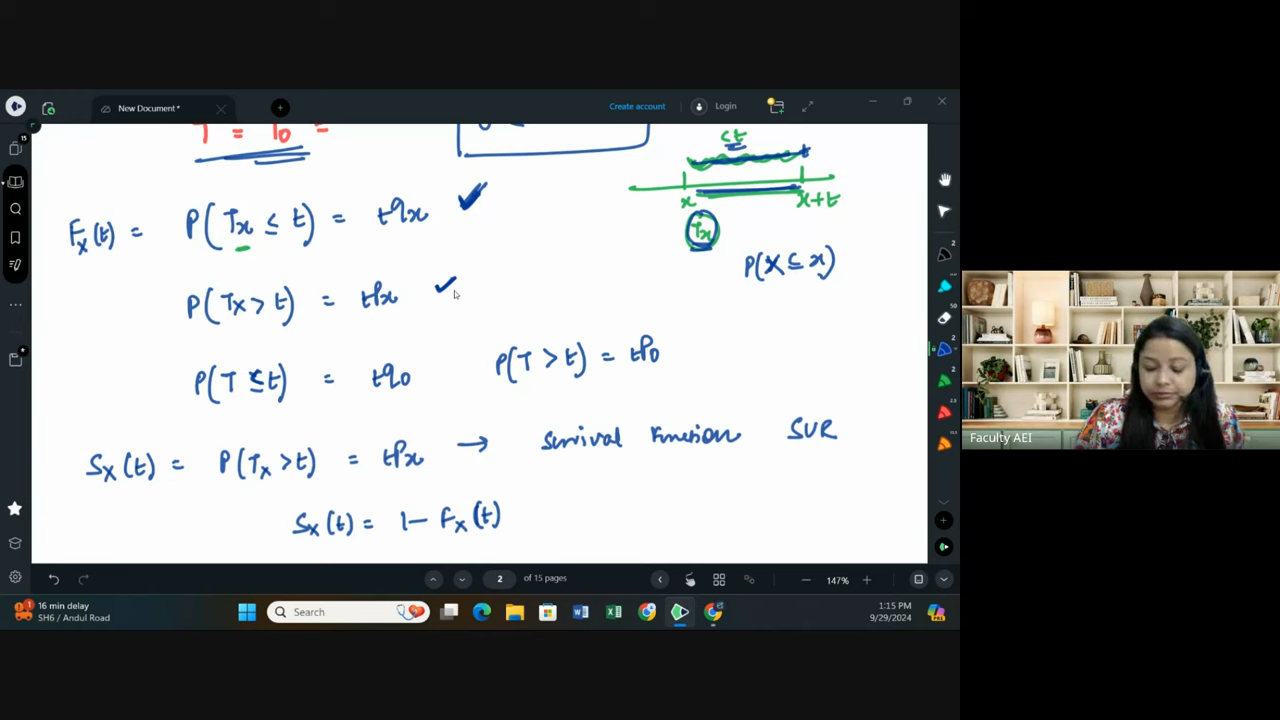 New Document*
Create account
Login
T = T₀ =
≤t
x
x+t
Tx
Fx(t) = P(Tx ≤ t) = tqx
P(X ≤ x)
P(Tx > t) = tpx
P(T ≤ t) = tq₀
P(T > t) = tp₀
Sx(t) = P(Tx > t) = tpx → Survival Function SUR
Sx(t) = 1 - Fx(t)
2 of 15 pages
147%
Faculty AEI
16 min delay
SH6 / Andul Road
Search
1:15 PM
9/29/2024